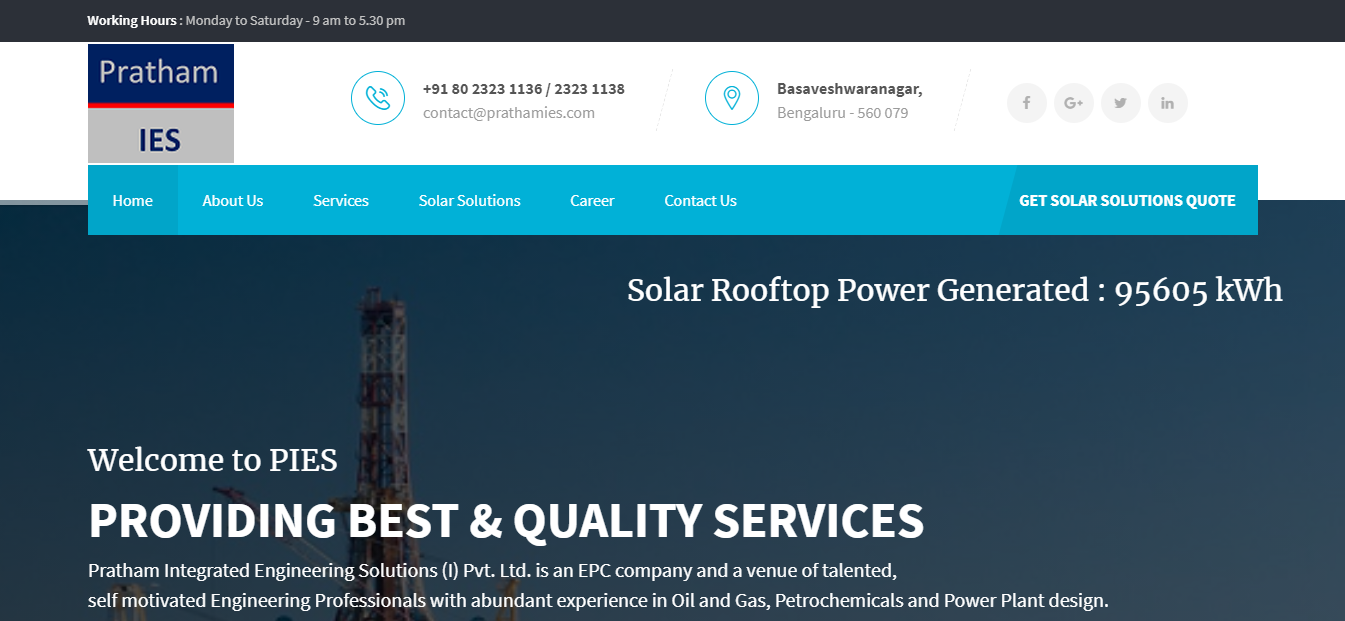 Working Hours : Monday to Saturday - 9 am to 5.30 pm
Pratham
IES
+91 80 2323 1136 / 2323 1138
contact@prathamies.com
Basaveshwaranagar,
Bengaluru - 560 079
Home About Us Services Solar Solutions Career Contact Us GET SOLAR SOLUTIONS QUOTE
Solar Rooftop Power Generated : 95605 kWh
Welcome to PIES
PROVIDING BEST & QUALITY SERVICES
Pratham Integrated Engineering Solutions (I) Pvt. Ltd. is an EPC company and a venue of talented,
self motivated Engineering Professionals with abundant experience in Oil and Gas, Petrochemicals and Power Plant design.